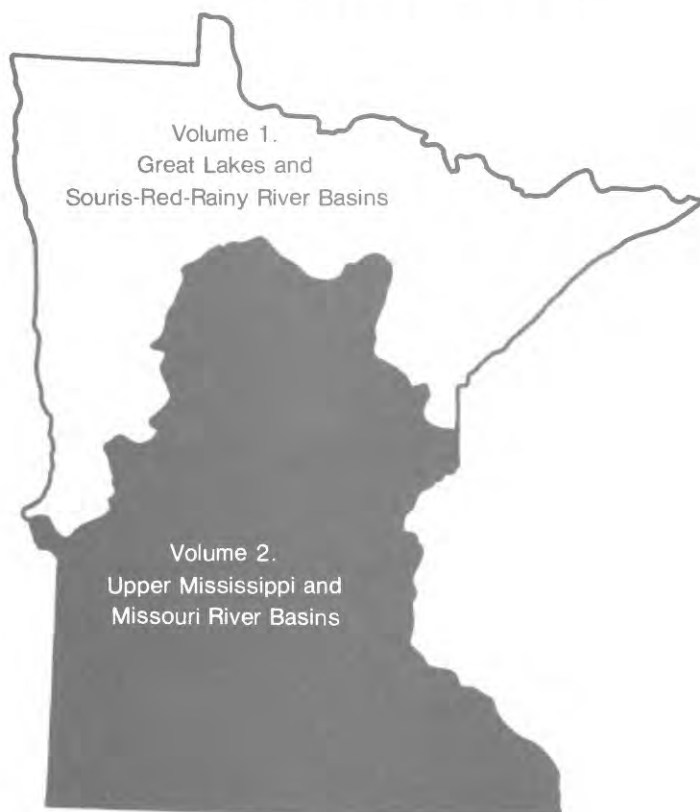 Volume 1.
Great Lakes and
Souris-Red-Rainy River Basins
Volume 2.
Upper Mississippi and
Missouri River Basins